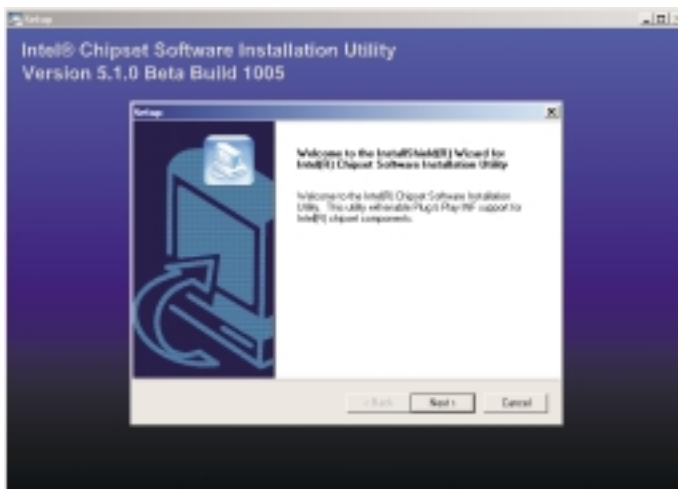 Setup
Intel® Chipset Software Installation Utility
Version 5.1.0 Beta Build 1005
Setup
Welcome to the InstallShield(R) Wizard for
Intel(R) Chipset Software Installation Utility
Welcome to the Intel(R) Chipset Software Installation
Utility. This utility will enable Plug & Play INF support for
Intel(R) chipset components.
< Back
Next >
Cancel